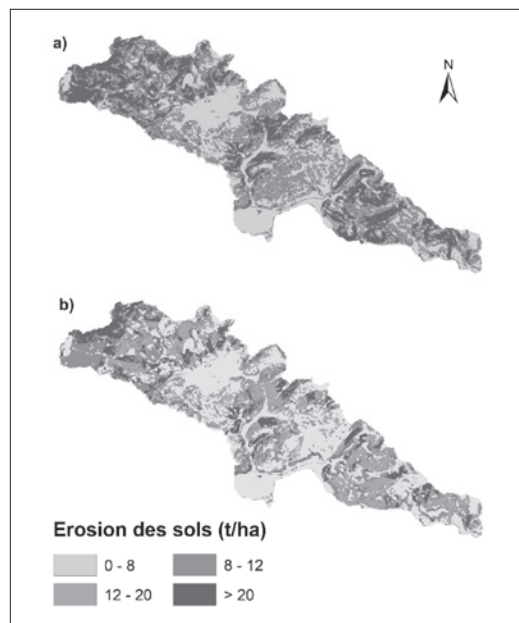 a)
N
b)
Erosion des sols (t/ha)
0 - 8
8 - 12
12 - 20
> 20